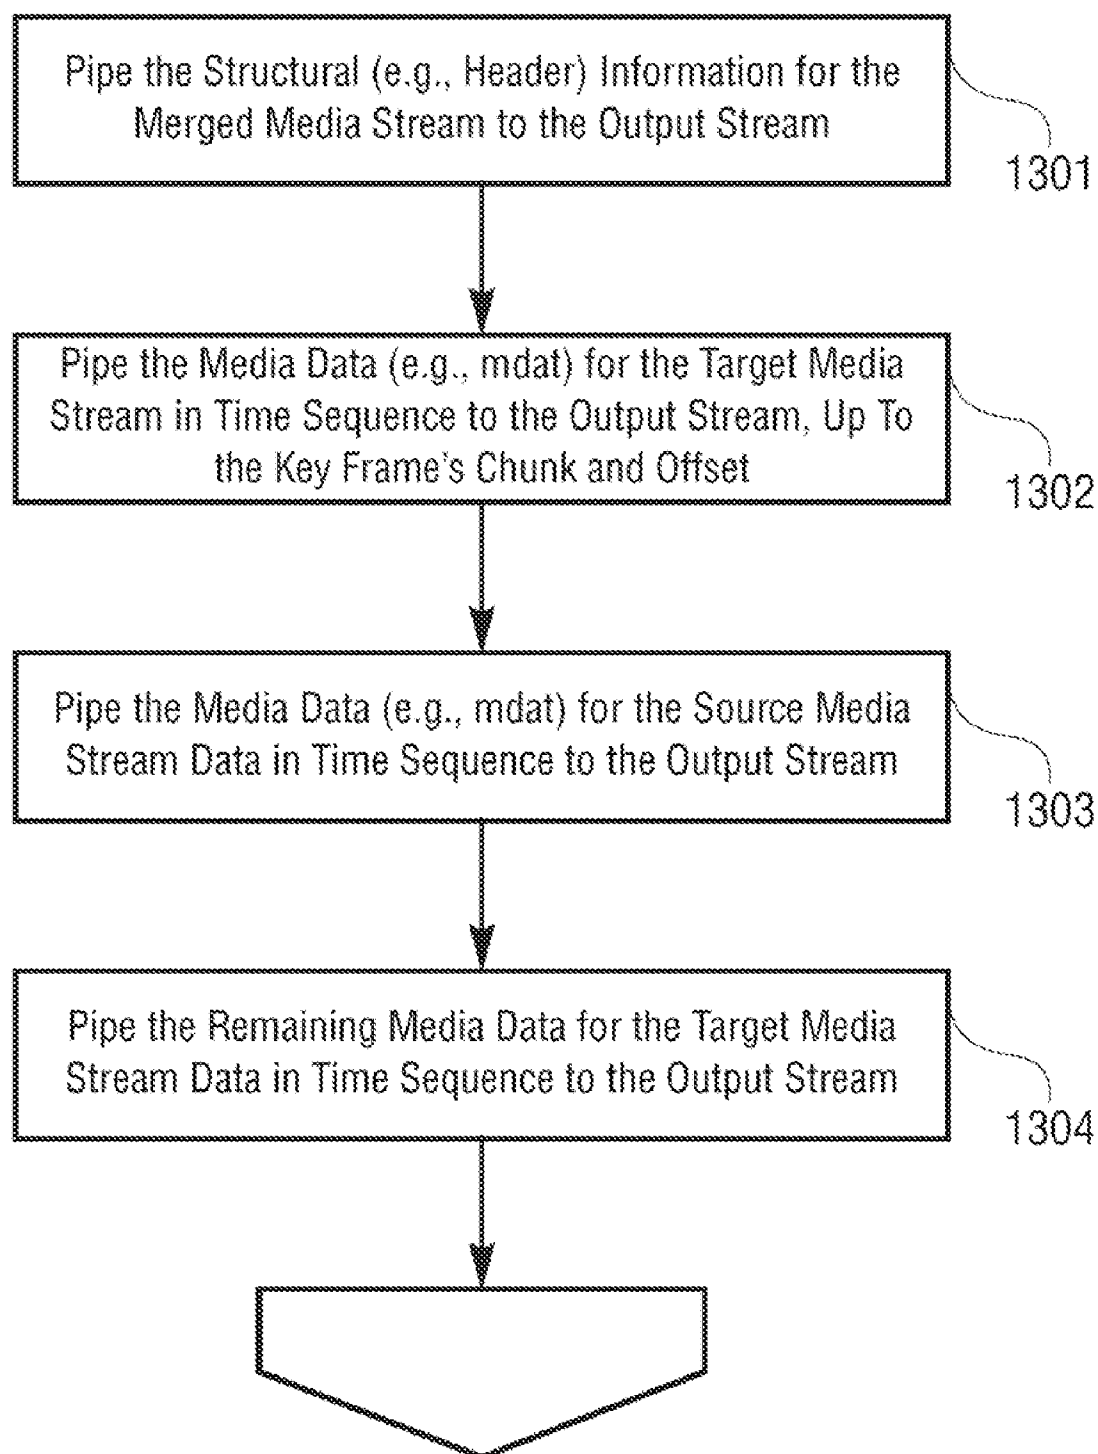 Pipe the Structural (e.g., Header) Information for the
Merged Media Stream to the Output Stream
1301
Pipe the Media Data (e.g., mdat) for the Target Media
Stream in Time Sequence to the Output Stream, Up To
the Key Frame's Chunk and Offset
1302
Pipe the Media Data (e.g., mdat) for the Source Media
Stream Data in Time Sequence to the Output Stream
1303
Pipe the Remaining Media Data for the Target Media
Stream Data in Time Sequence to the Output Stream
1304